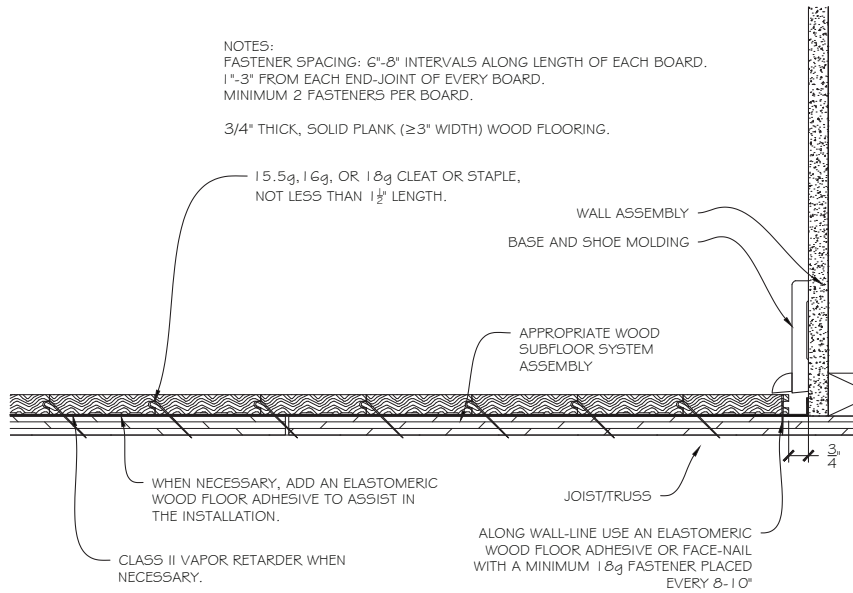 NOTES:
FASTENER SPACING: 6"-8" INTERVALS ALONG LENGTH OF EACH BOARD.
1"-3" FROM EACH END-JOINT OF EVERY BOARD.
MINIMUM 2 FASTENERS PER BOARD.
3/4" THICK, SOLID PLANK (≥3" WIDTH) WOOD FLOORING.
15.5g,16g, OR 18g CLEAT OR STAPLE,
NOT LESS THAN 1½" LENGTH.
WALL ASSEMBLY
BASE AND SHOE MOLDING
APPROPRIATE WOOD
SUBFLOOR SYSTEM
ASSEMBLY
3/4"
WHEN NECESSARY, ADD AN ELASTOMERIC
WOOD FLOOR ADHESIVE TO ASSIST IN
THE INSTALLATION.
JOIST/TRUSS
CLASS II VAPOR RETARDER WHEN
NECESSARY.
ALONG WALL-LINE USE AN ELASTOMERIC
WOOD FLOOR ADHESIVE OR FACE-NAIL
WITH A MINIMUM 18g FASTENER PLACED
EVERY 8-10"